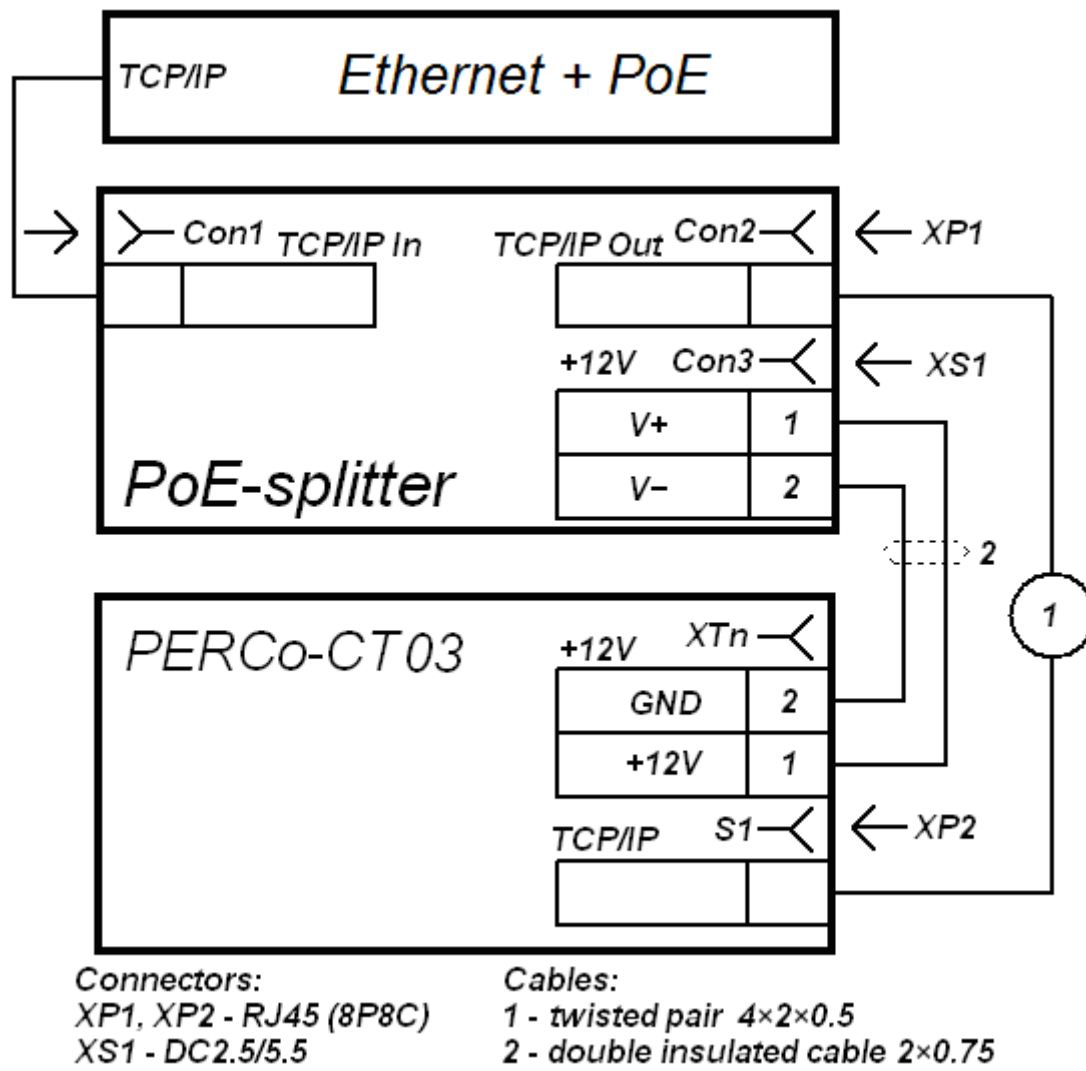 TCP/IP Ethernet + PoE
Con1 TCP/IP In TCP/IP Out Con2 XP1
+12V Con3 XS1
V+ 1
V− 2
PoE-splitter
2
1
PERCo-CT03
+12V XTn
GND 2
+12V 1
TCP/IP S1 XP2
Connectors:
XP1, XP2 - RJ45 (8P8C)
XS1 - DC2.5/5.5
Cables:
1 - twisted pair 4×2×0.5
2 - double insulated cable 2×0.75